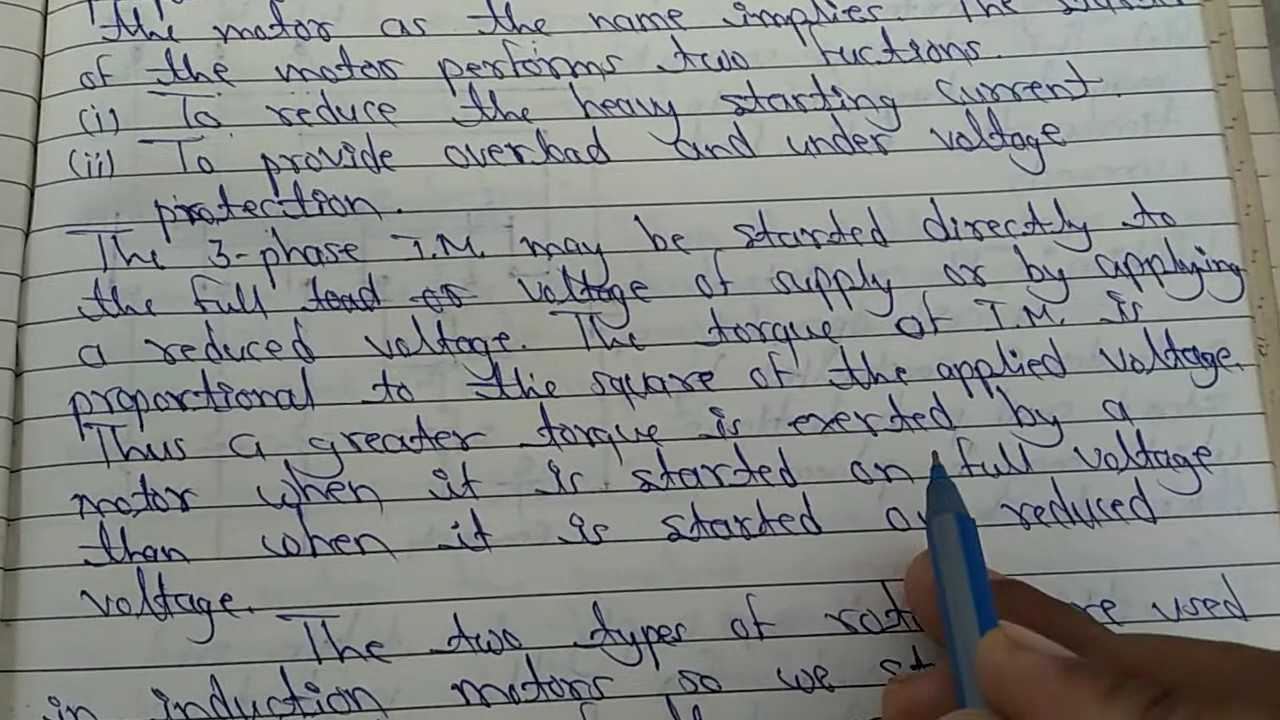 the motor as the name implies. The
of the motor performs two fuctions.
(i) To reduce the heavy starting current.
(ii) To provide overload and under voltage
protection.
The 3-phase I.M. may be started directly to
the full load or voltage of supply or by applying
a reduced voltage. The torque of I.M. is
proportional to the square of the applied voltage.
Thus a greater torque is exerted by a
motor when it is started on full voltage
than when it is started on reduced
voltage.
The two types of used
in induction motors so we st